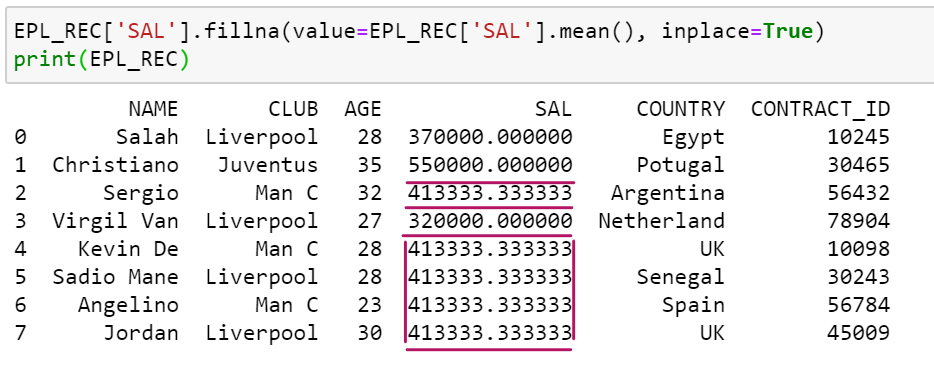 EPL_REC['SAL'].fillna(value=EPL_REC['SAL'].mean(), inplace=True)
print(EPL_REC)
NAME CLUB AGE SAL COUNTRY CONTRACT_ID
0 Salah Liverpool 28 370000.000000 Egypt 10245
1 Christiano Juventus 35 550000.000000 Potugal 30465
2 Sergio Man C 32 413333.333333 Argentina 56432
3 Virgil Van Liverpool 27 320000.000000 Netherland 78904
4 Kevin De Man C 28 413333.333333 UK 10098
5 Sadio Mane Liverpool 28 413333.333333 Senegal 30243
6 Angelino Man C 23 413333.333333 Spain 56784
7 Jordan Liverpool 30 413333.333333 UK 45009